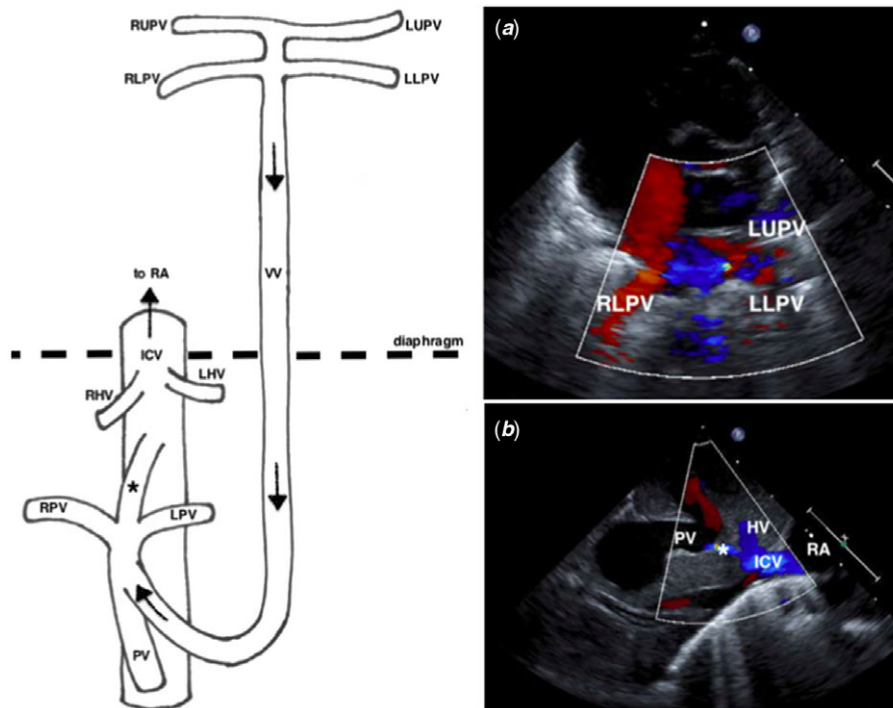 RUPV
LUPV
RLPV
LLPV
VV
to RA
diaphragm
ICV
LHV
RHV
*
RPV
LPV
PV
(a)
P
LUPV
RLPV
LLPV
(b)
P
PV
*
HV
ICV
RA